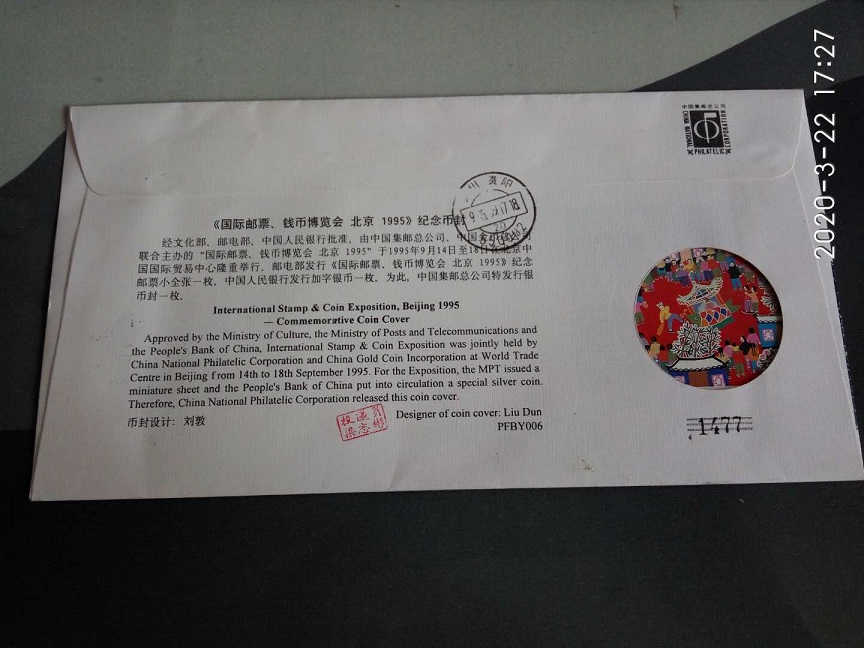 2020-3-22 17:27
中国集邮总公司
CHINA NATIONAL
PHILATELIC
CORPORATION
《国际邮票、钱币博览会 北京 1995》纪念币封
经文化部、邮电部、中国人民银行批准,由中国集邮总公司、中国
联合主办的“国际邮票、钱币博览会 北京 1995”于1995年9月14日至18日在北京中
国国际贸易中心隆重举行。邮电部发行《国际邮票、钱币博览会 北京 1995》纪念
邮票小全张一枚,中国人民银行发行加字银币一枚。为此,中国集邮总公司特发行银
币封一枚。
International Stamp & Coin Exposition, Beijing 1995
— Commemorative Coin Cover
Approved by the Ministry of Culture, the Ministry of Posts and Telecommunications and
the People's Bank of China, International Stamp & Coin Exposition was jointly held by
China National Philatelic Corporation and China Gold Coin Incorporation at World Trade
Centre in Beijing from 14th to 18th September 1995. For the Exposition, the MPT issued a
miniature sheet and the People's Bank of China put into circulation a special silver coin.
Therefore, China National Philatelic Corporation released this coin cover.
币封设计:刘敦
Designer of coin cover: Liu Dun
PFBY006
1477